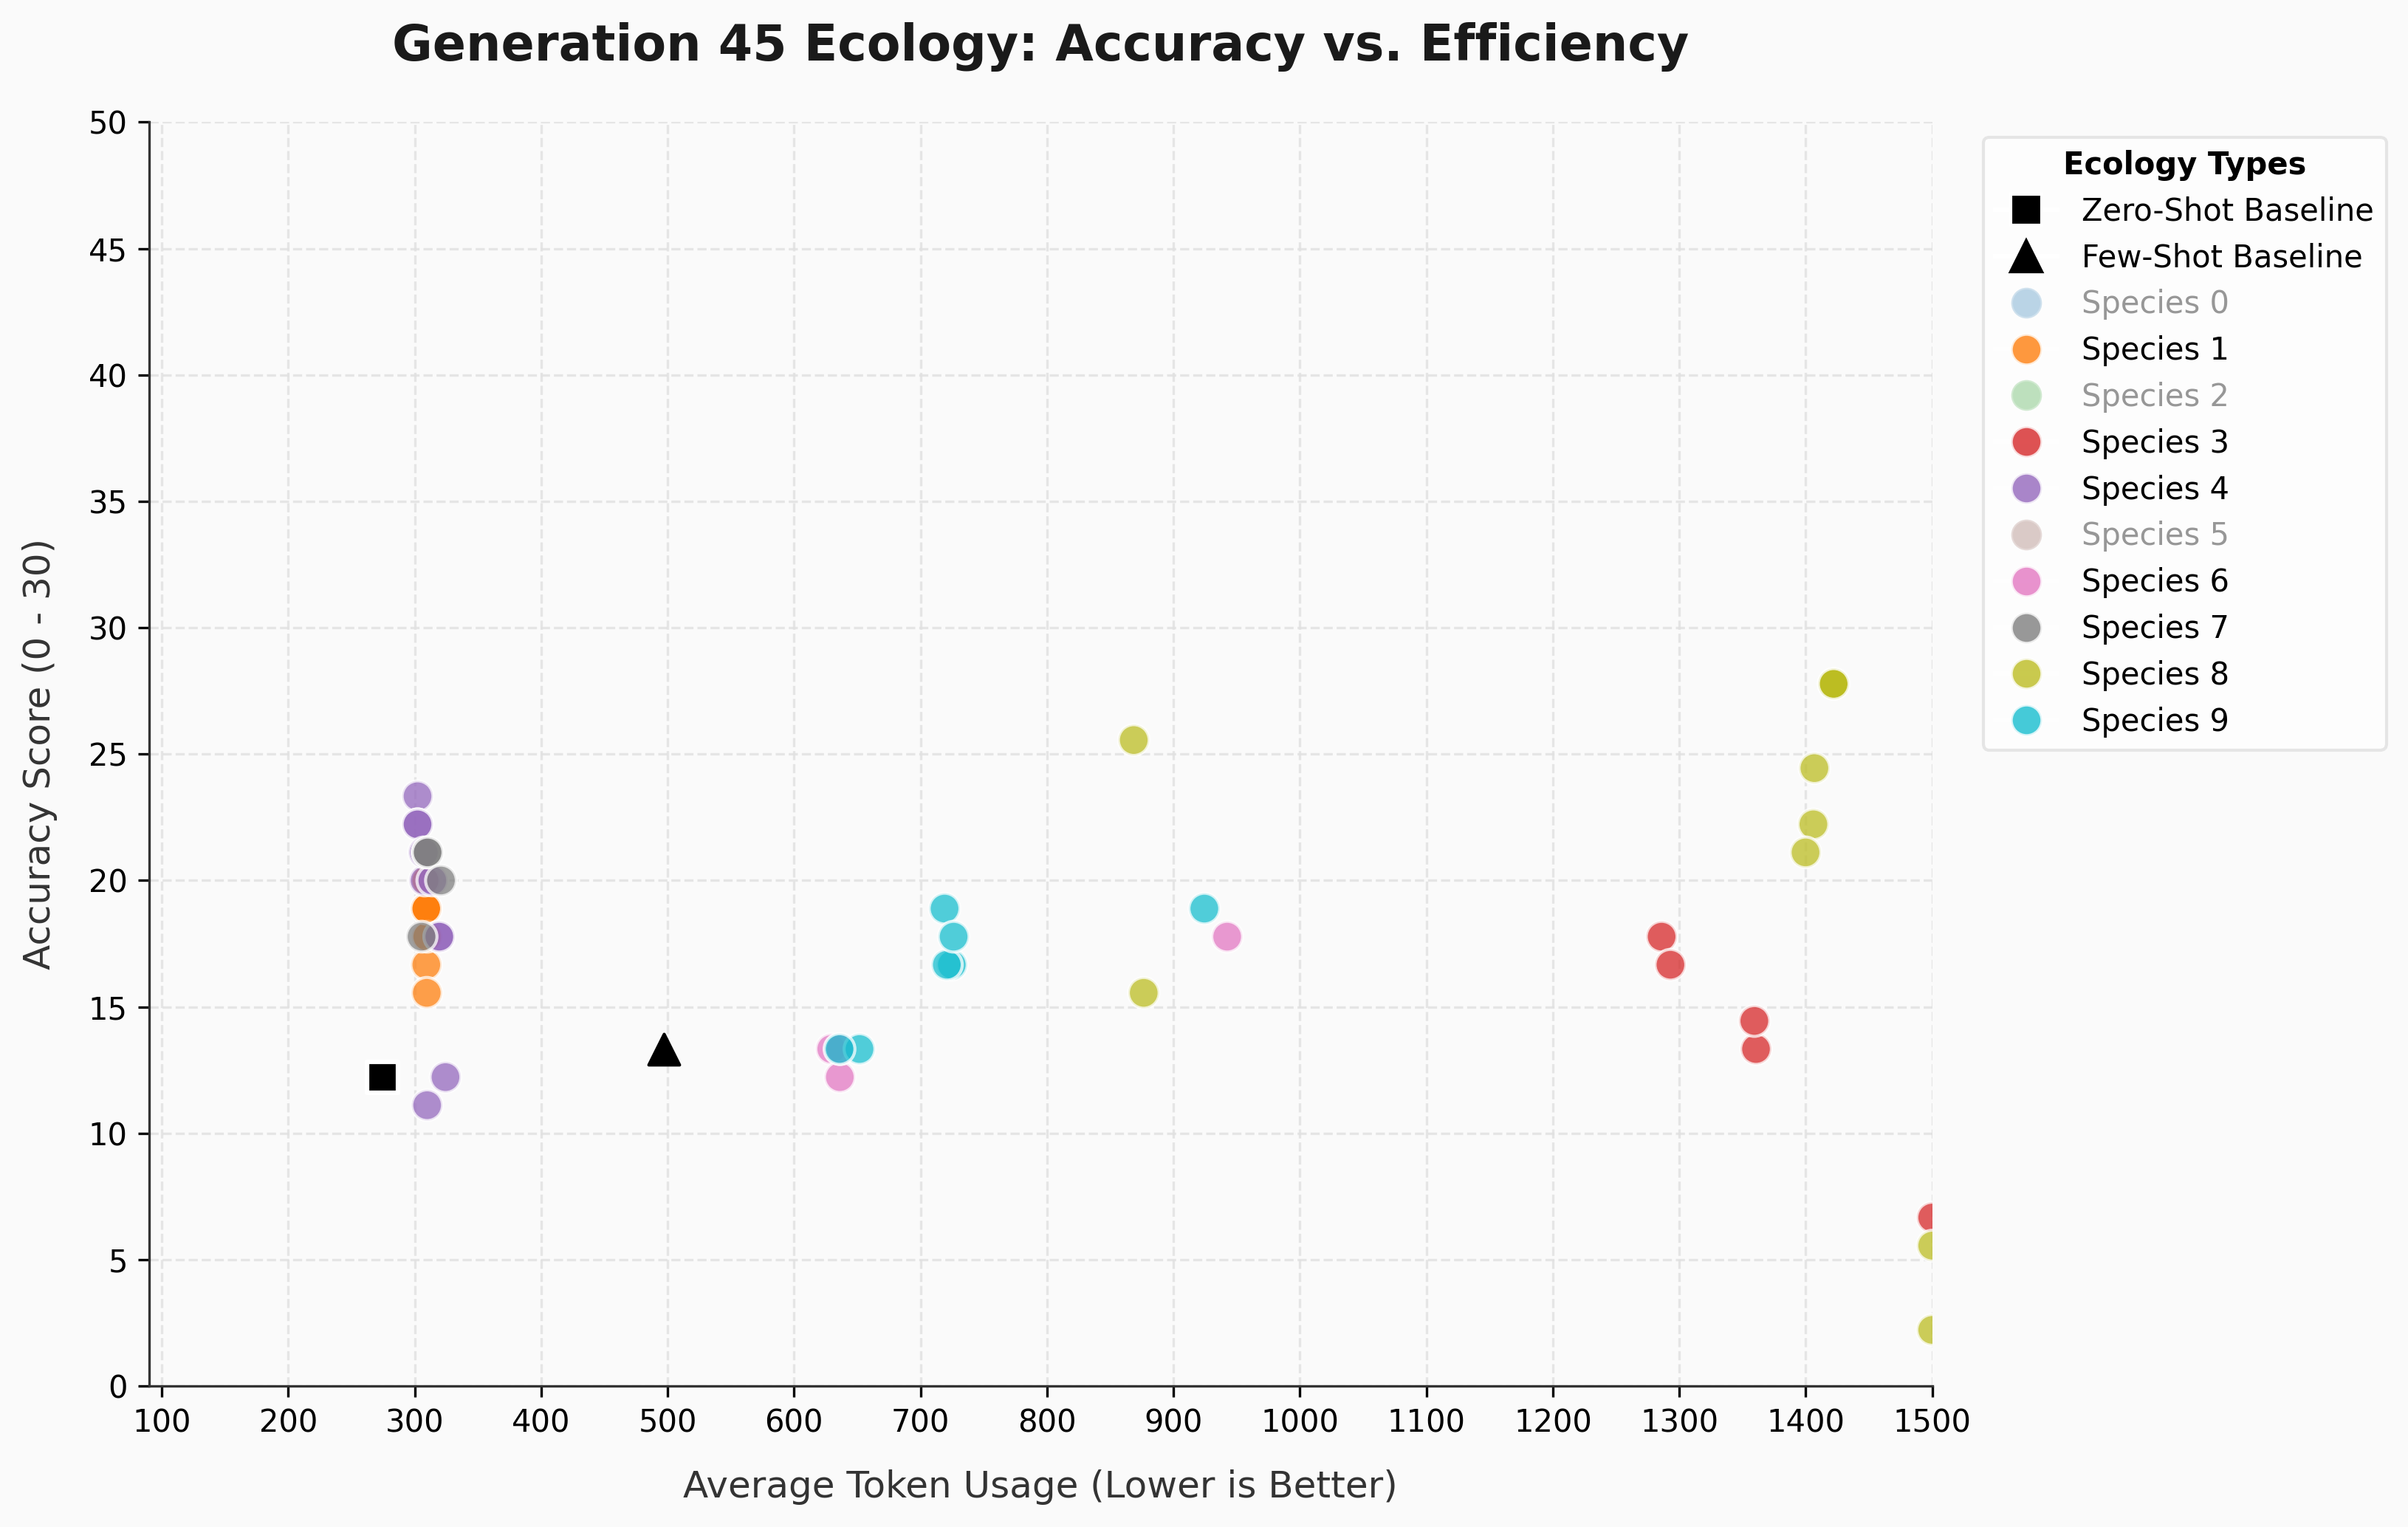 Generation 45 Ecology: Accuracy vs. Efficiency
50
45
40
35
30
25
20
15
10
5
0
Accuracy Score (0 - 30)
100 200 300 400 500 600 700 800 900 1000 1100 1200 1300 1400 1500
Average Token Usage (Lower is Better)
Ecology Types
Zero-Shot Baseline
Few-Shot Baseline
Species 0
Species 1
Species 2
Species 3
Species 4
Species 5
Species 6
Species 7
Species 8
Species 9